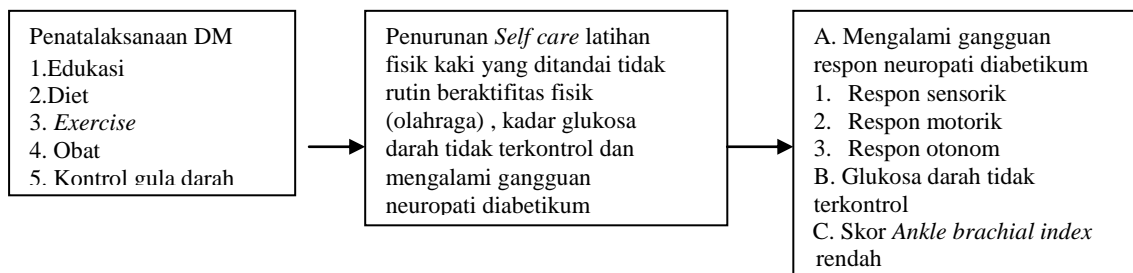 Penatalaksanaan DM
1.Edukasi
2.Diet
3. Exercise
4. Obat
5. Kontrol gula darah
Penurunan Self care latihan
fisik kaki yang ditandai tidak
rutin beraktifitas fisik
(olahraga) , kadar glukosa
darah tidak terkontrol dan
mengalami gangguan
neuropati diabetikum
A. Mengalami gangguan
respon neuropati diabetikum
1. Respon sensorik
2. Respon motorik
3. Respon otonom
B. Glukosa darah tidak
terkontrol
C. Skor Ankle brachial index
rendah